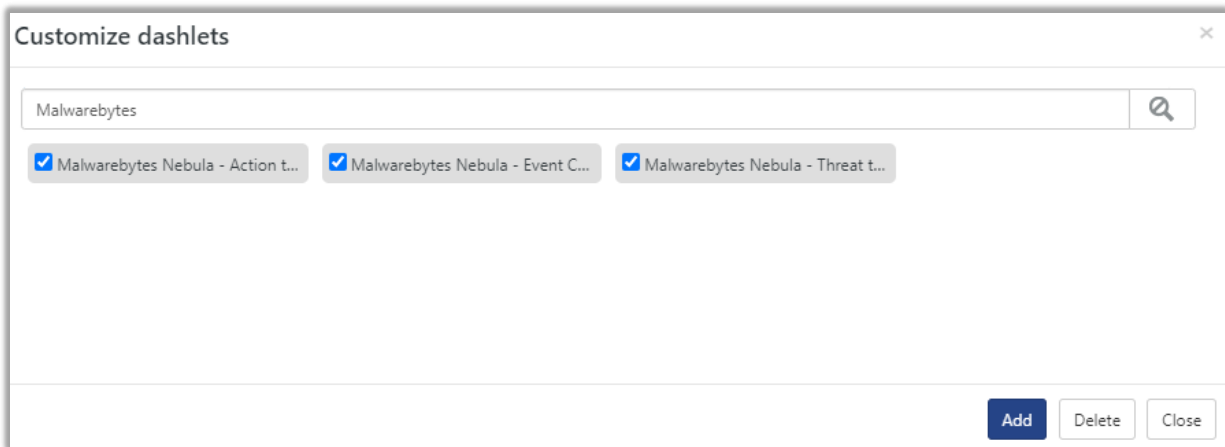 Customize dashlets
Malwarebytes
Malwarebytes Nebula - Action t... Malwarebytes Nebula - Event C... Malwarebytes Nebula - Threat t...
Add Delete Close